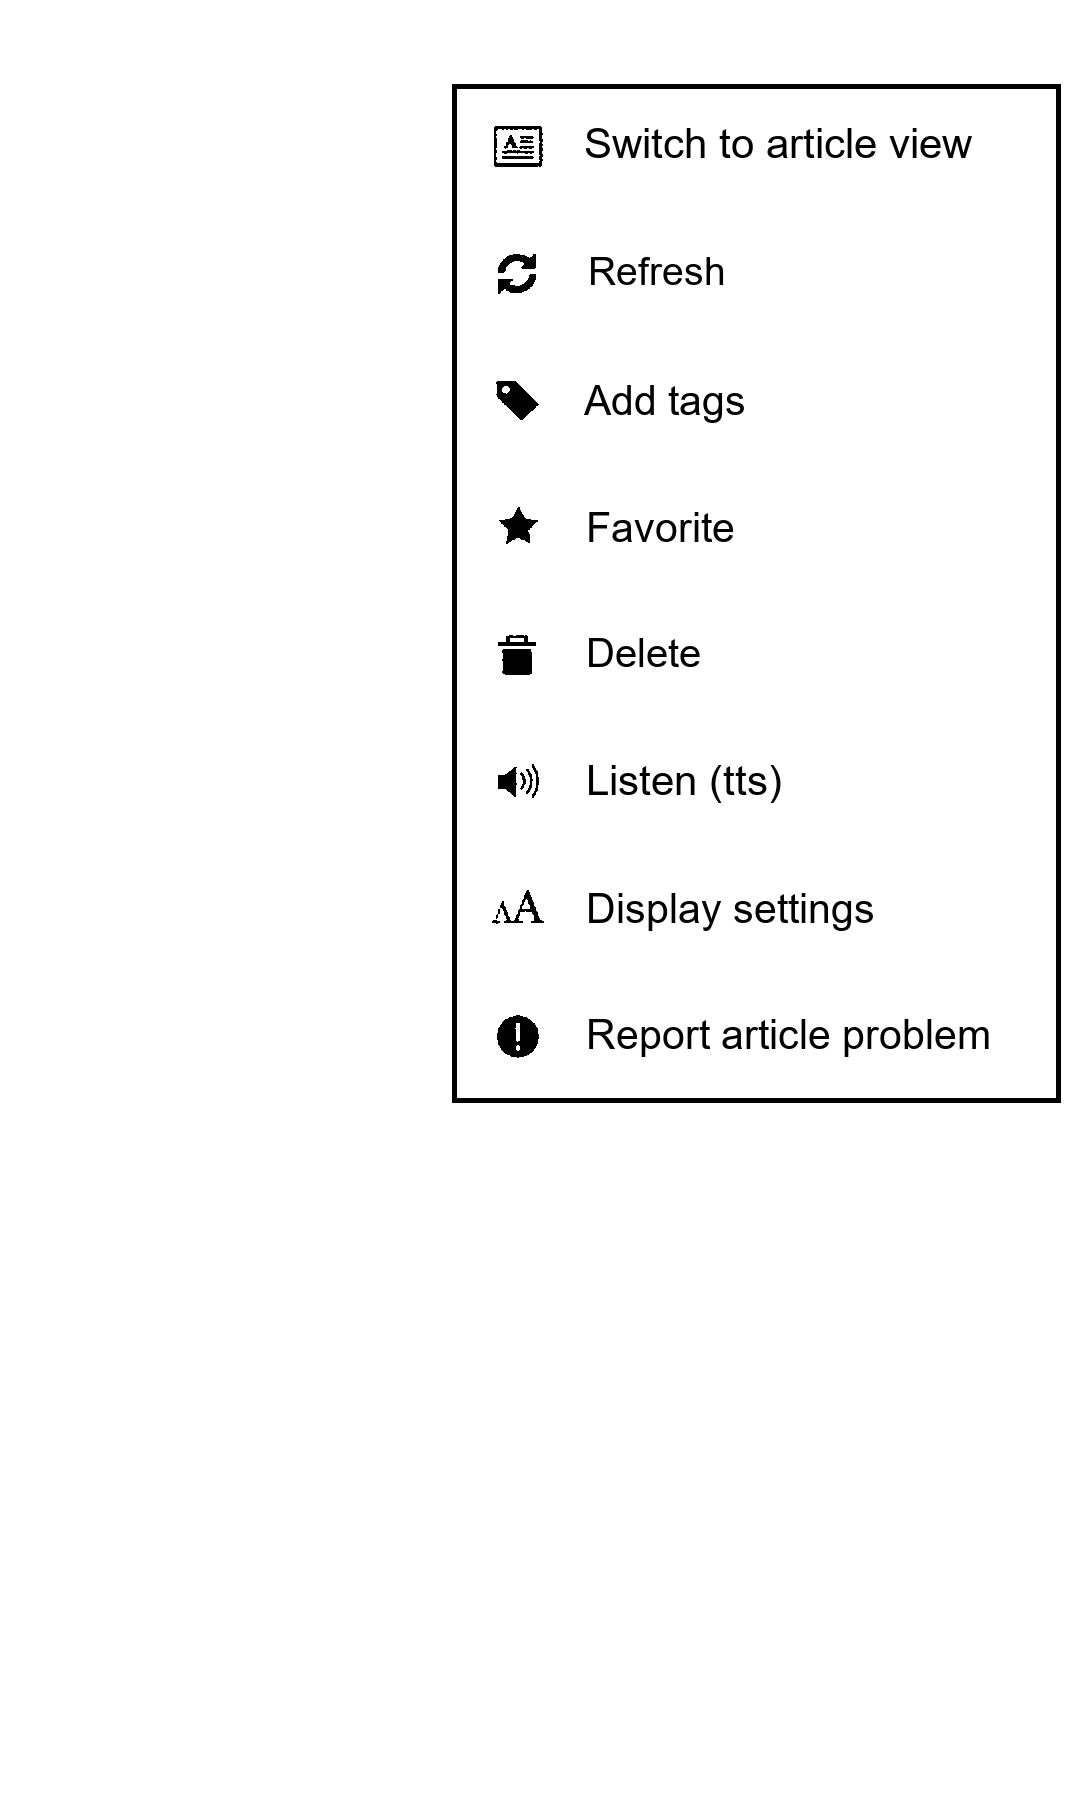 Switch to article view
Refresh
Add tags
Favorite
Delete
Listen (tts)
Display settings
Report article problem